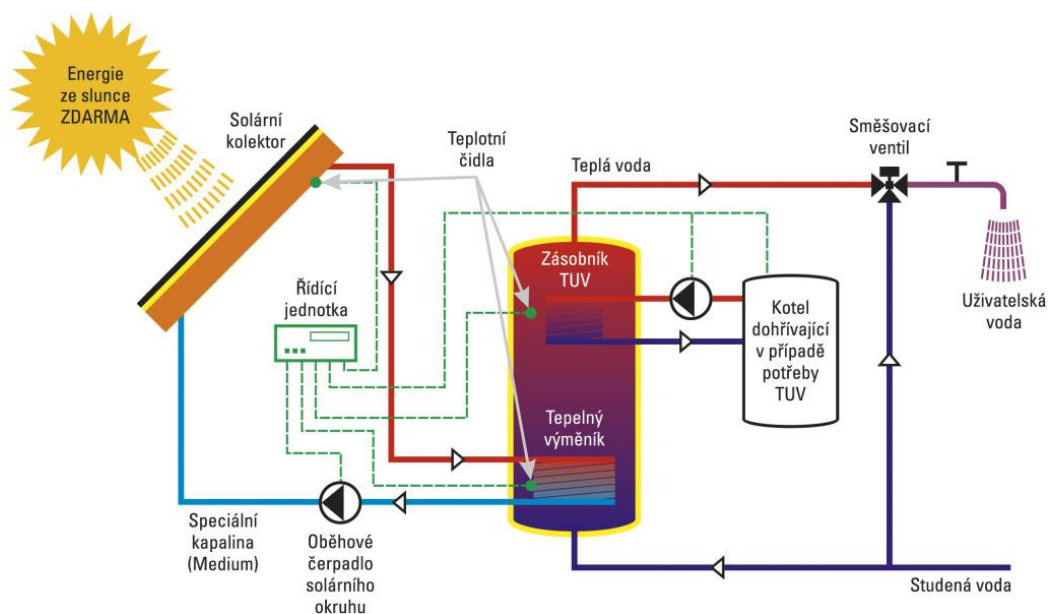 Energie
ze slunce
ZDARMA
Solární
kolektor
Teplotní
čidla
Teplá voda
Směšovací
ventil
Řídící
jednotka
Zásobník
TUV
Kotel
dohřívající
v případě
potřeby
TUV
Uživatelská
voda
Tepelný
výměník
Speciální
kapalina
(Medium)
Oběhové
čerpadlo
solárního
okruhu
Studená voda